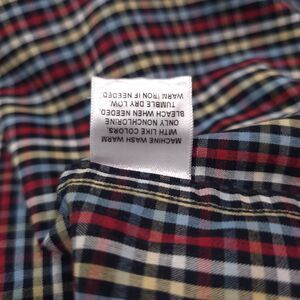 MACHINE WASH WARM
WITH LIKE COLORS.
ONLY NONCHLORINE
BLEACH WHEN NEEDED.
TUMBLE DRY LOW.
WARM IRON IF NEEDED.